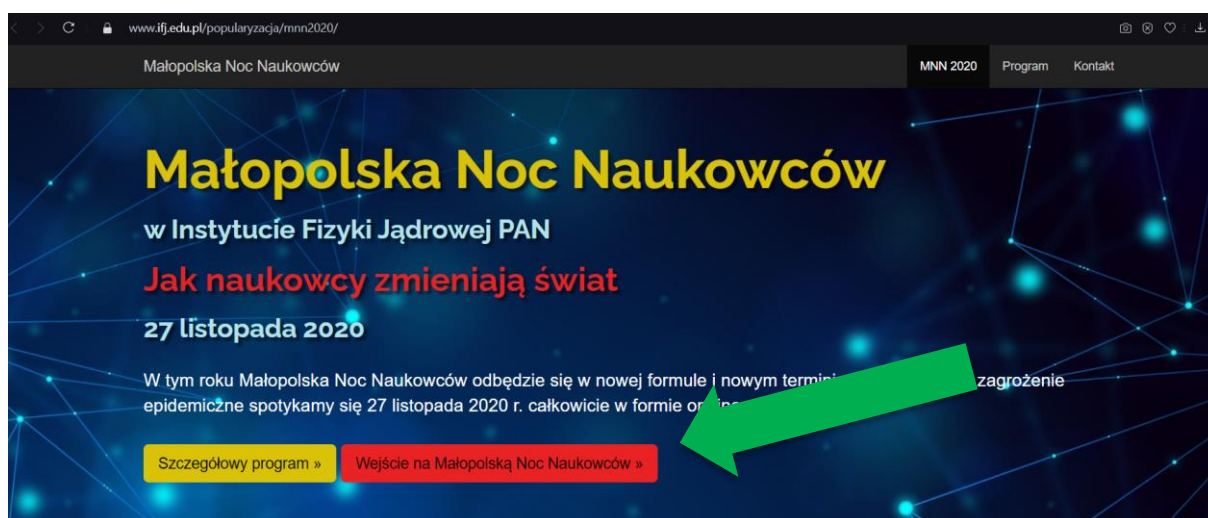 www.ifj.edu.pl/popularyzacja/mnn2020/
Małopolska Noc Naukowców
MNN 2020 Program Kontakt
Małopolska Noc Naukowców
w Instytucie Fizyki Jądrowej PAN
Jak naukowcy zmieniają świat
27 listopada 2020
W tym roku Małopolska Noc Naukowców odbędzie się w nowej formule i nowym zagrożenie
epidemiczne spotykamy się 27 listopada 2020 r. całkowicie w formie
Szczegółowy program » Wejście na Małopolską Noc Naukowców »